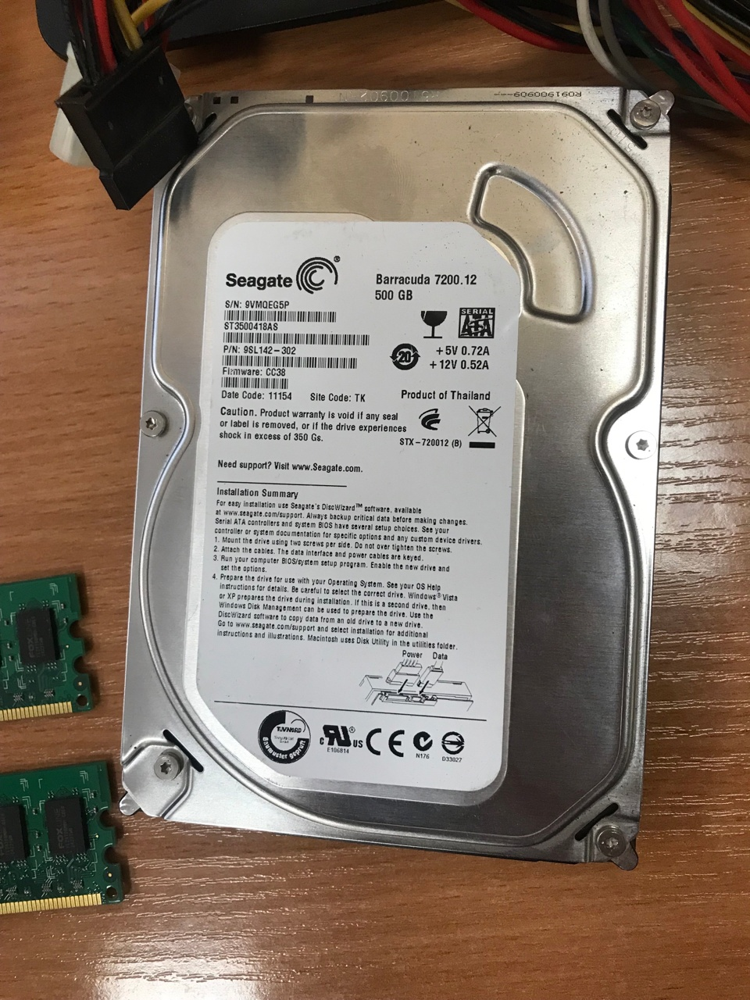 R091900909---
Seagate ®
Barracuda 7200.12
500 GB
S/N: 9VMQEG5P
ST3500418AS
P/N: 9SL142-302
Firmware: CC38
Date Code: 11154 Site Code: TK
SERIAL
ATA
20
+5V 0.72A
+12V 0.52A
Product of Thailand
STX-720012 (B)
Caution. Product warranty is void if any seal
or label is removed, or if the drive experiences
shock in excess of 350 Gs.
Need support? Visit www.Seagate.com.
Installation Summary
For easy installation use Seagate's DiscWizard™ software, available
at www.seagate.com/support. Always backup critical data before making changes.
Serial ATA controllers and system BIOS have several setup choices. See your
controller or system documentation for specific options and any custom device drivers.
1. Mount the drive using two screws per side. Do not over tighten the screws.
2. Attach the cables. The data interface and power cables are keyed.
3. Run your computer BIOS/system setup program. Enable the new drive and
set the options.
4. Prepare the drive for use with your Operating System. See your OS Help
instructions for details. Be careful to select the correct drive. Windows® Vista
or XP prepares the drive during installation. If this is a second drive, then
Windows Disk Management can be used to prepare the drive. Use the
DiscWizard software to copy data from an old drive to a new drive.
Go to www.seagate.com/support and select installation for additional
instructions and illustrations. Macintosh uses Disk Utility in the utilities folder.
Power Data
TUV NORD
Baumuster geprüft
C RU ® US
E106814
CE
N176
D33027